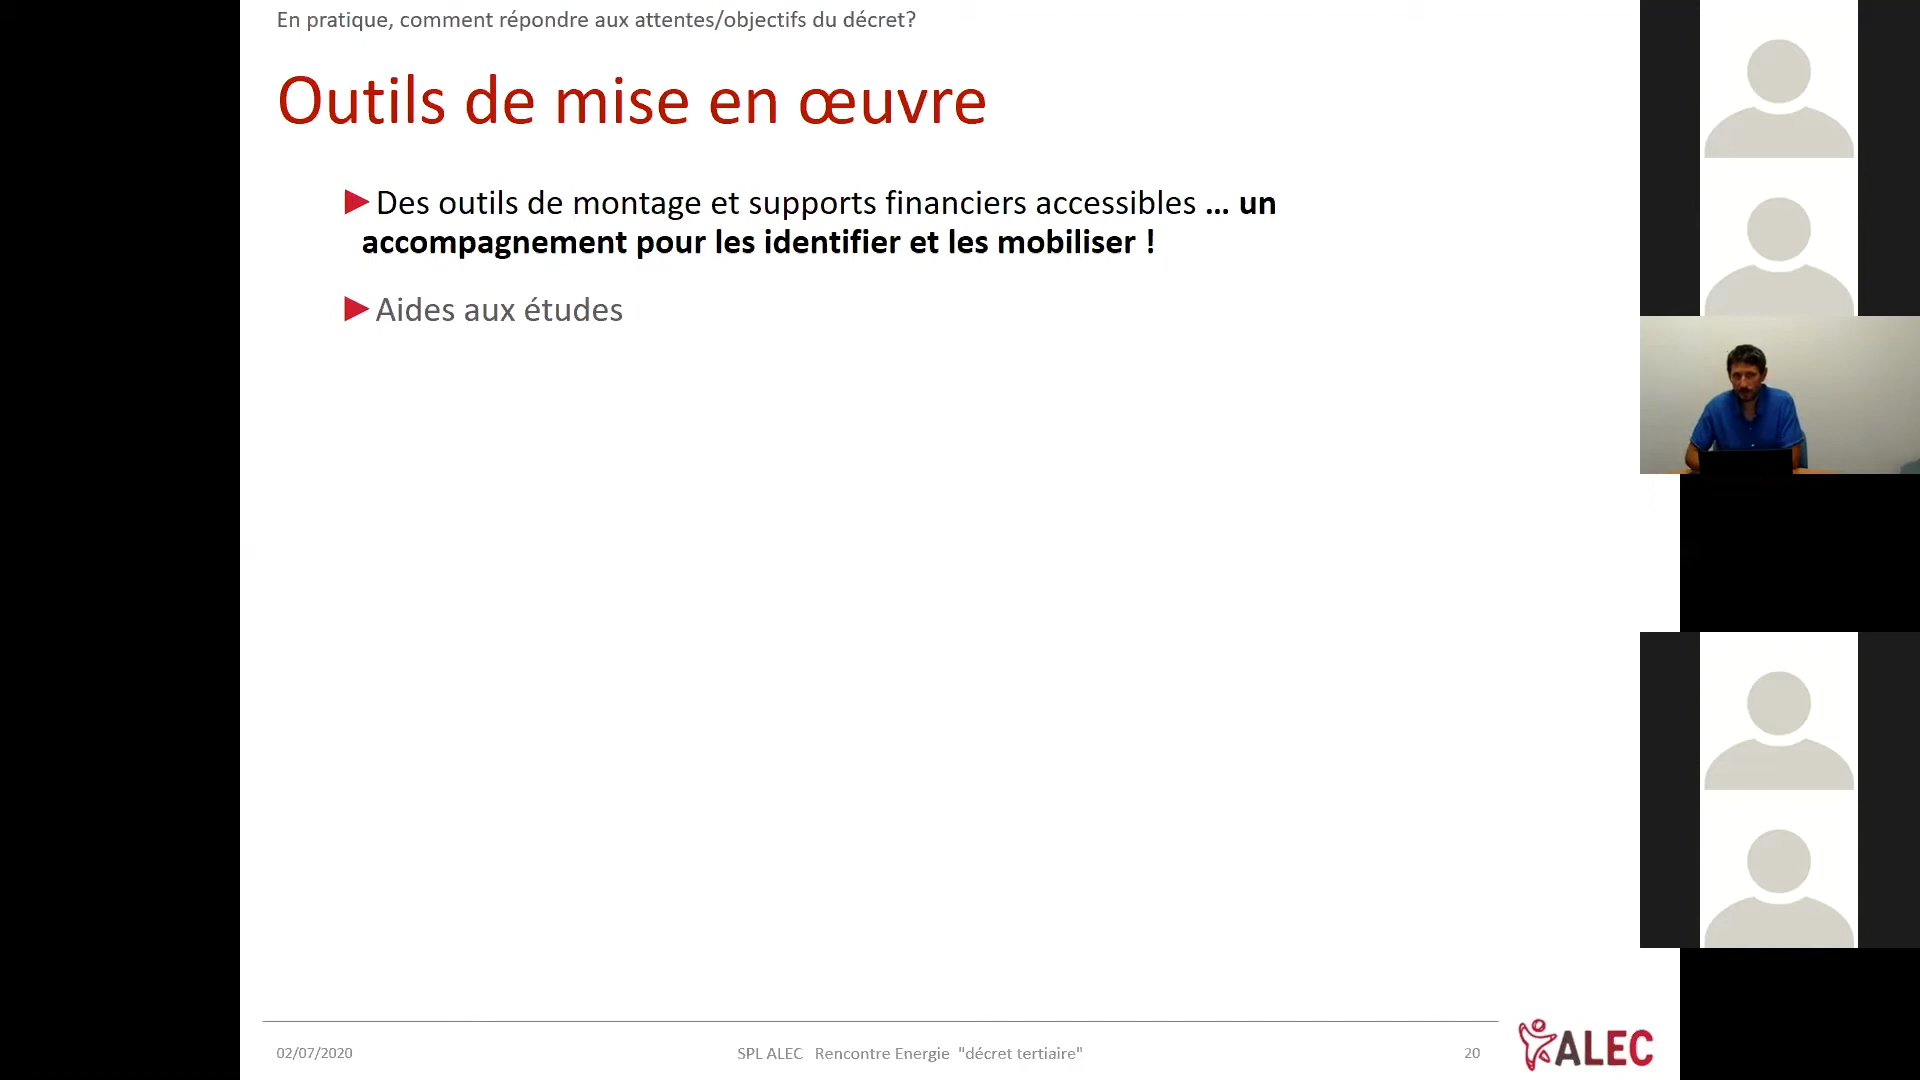 En pratique, comment répondre aux attentes/objectifs du décret?
Outils de mise en œuvre
Des outils de montage et supports financiers accessibles ... un
accompagnement pour les identifier et les mobiliser !
Aides aux études
02/07/2020
SPL ALEC Rencontre Energie "décret tertiaire"
20
ALEC